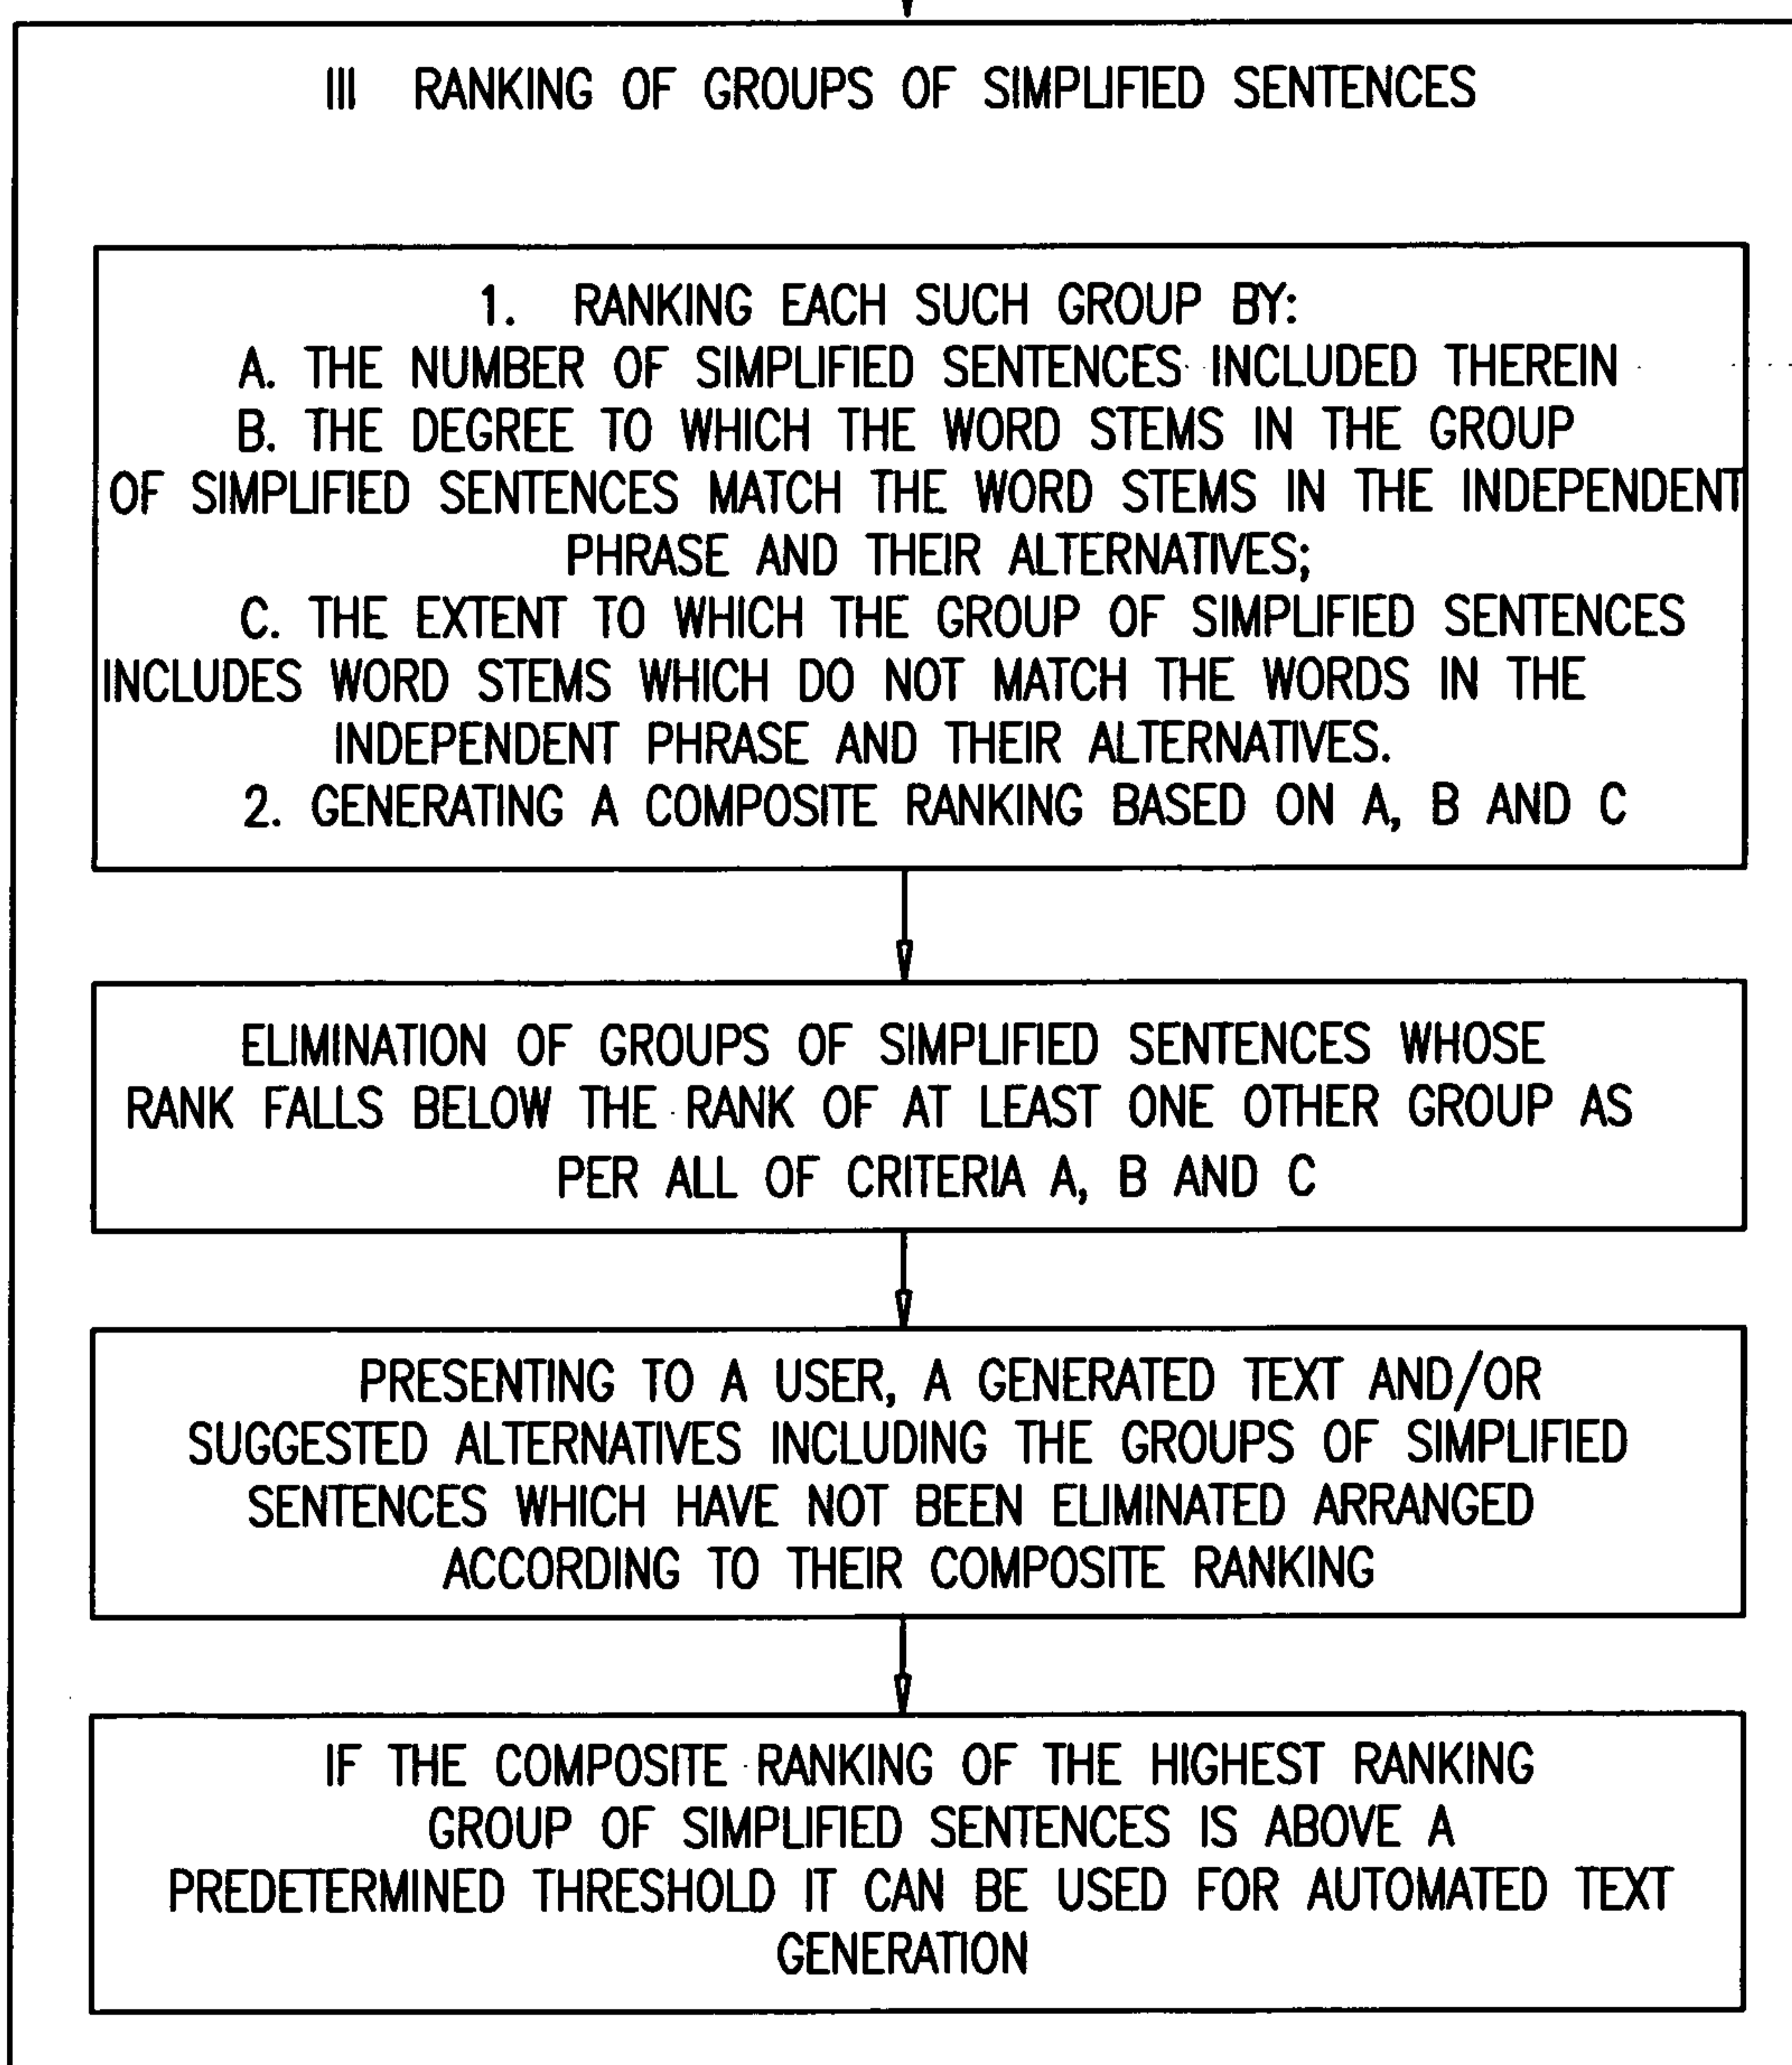 III RANKING OF GROUPS OF SIMPLIFIED SENTENCES
1. RANKING EACH SUCH GROUP BY:
A. THE NUMBER OF SIMPLIFIED SENTENCES INCLUDED THEREIN
B. THE DEGREE TO WHICH THE WORD STEMS IN THE GROUP
OF SIMPLIFIED SENTENCES MATCH THE WORD STEMS IN THE INDEPENDENT
PHRASE AND THEIR ALTERNATIVES;
C. THE EXTENT TO WHICH THE GROUP OF SIMPLIFIED SENTENCES
INCLUDES WORD STEMS WHICH DO NOT MATCH THE WORDS IN THE
INDEPENDENT PHRASE AND THEIR ALTERNATIVES.
2. GENERATING A COMPOSITE RANKING BASED ON A, B AND C
ELIMINATION OF GROUPS OF SIMPLIFIED SENTENCES WHOSE
RANK FALLS BELOW THE RANK OF AT LEAST ONE OTHER GROUP AS
PER ALL OF CRITERIA A, B AND C
PRESENTING TO A USER, A GENERATED TEXT AND/OR
SUGGESTED ALTERNATIVES INCLUDING THE GROUPS OF SIMPLIFIED
SENTENCES WHICH HAVE NOT BEEN ELIMINATED ARRANGED
ACCORDING TO THEIR COMPOSITE RANKING
IF THE COMPOSITE RANKING OF THE HIGHEST RANKING
GROUP OF SIMPLIFIED SENTENCES IS ABOVE A
PREDETERMINED THRESHOLD IT CAN BE USED FOR AUTOMATED TEXT
GENERATION